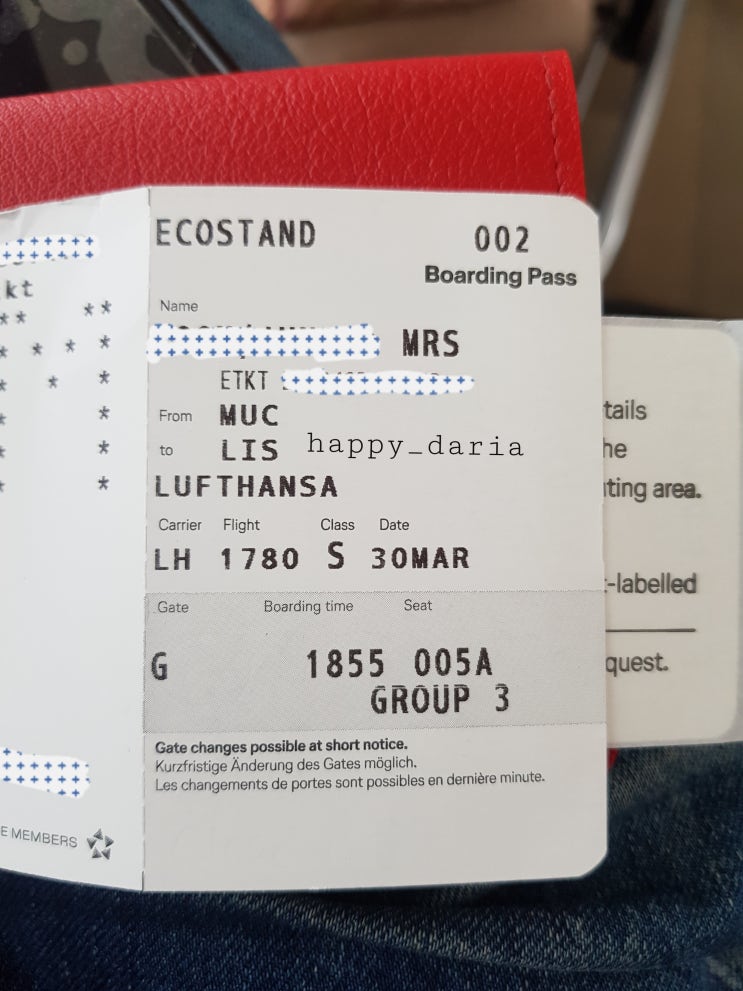 kt
** **
* * *
* *
*
* *
* *
E MEMBERS
ECOSTAND 002
Boarding Pass
Name
MRS
ETKT
From MUC
to LIS happy_daria
LUFTHANSA
Carrier Flight Class Date
LH 1780 S 30MAR
Gate Boarding time Seat
G 1855 005A
GROUP 3
Gate changes possible at short notice.
Kurzfristige Änderung des Gates möglich.
Les changements de portes sont possibles en dernière minute.
tails
he
ting area.
-labelled
quest.